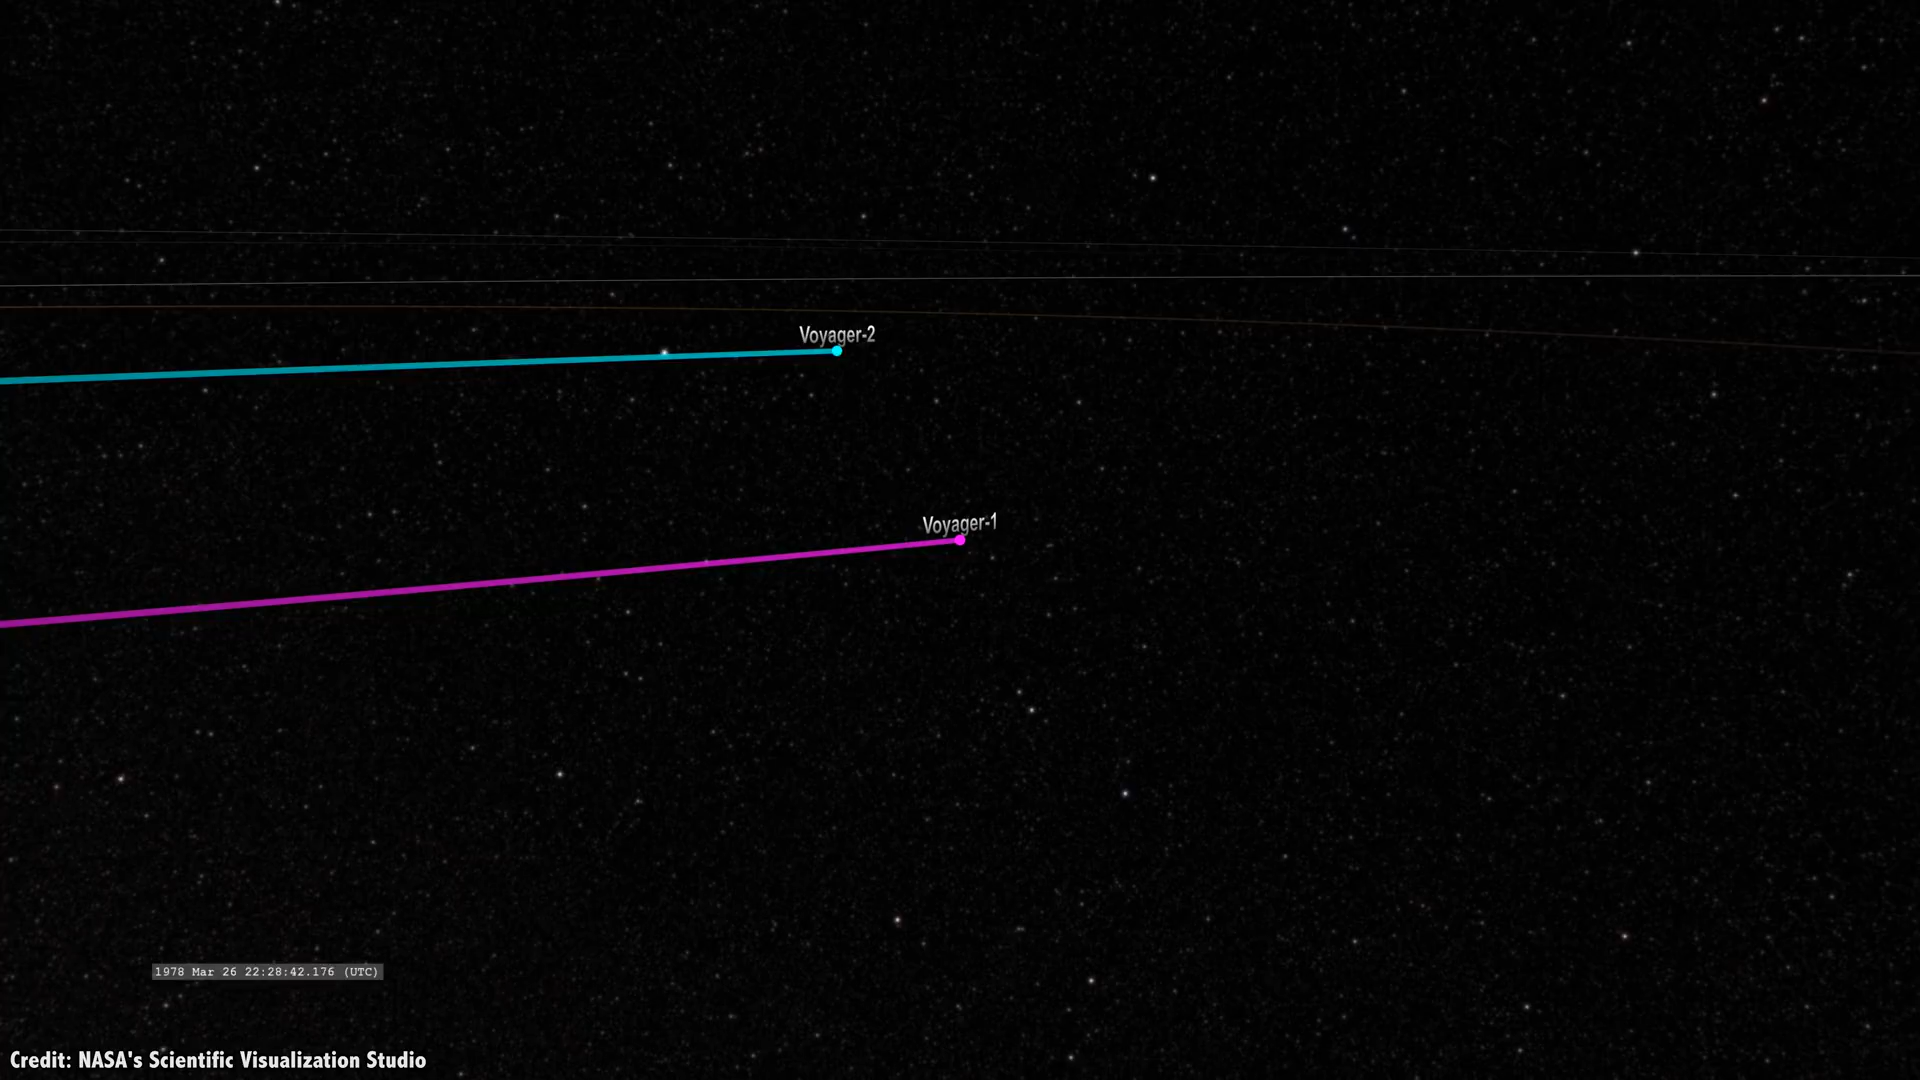 Voyager-2
Voyager-1
1978 Mar 26 22:28:42.176 (UTC)
Credit: NASA's Scientific Visualization Studio